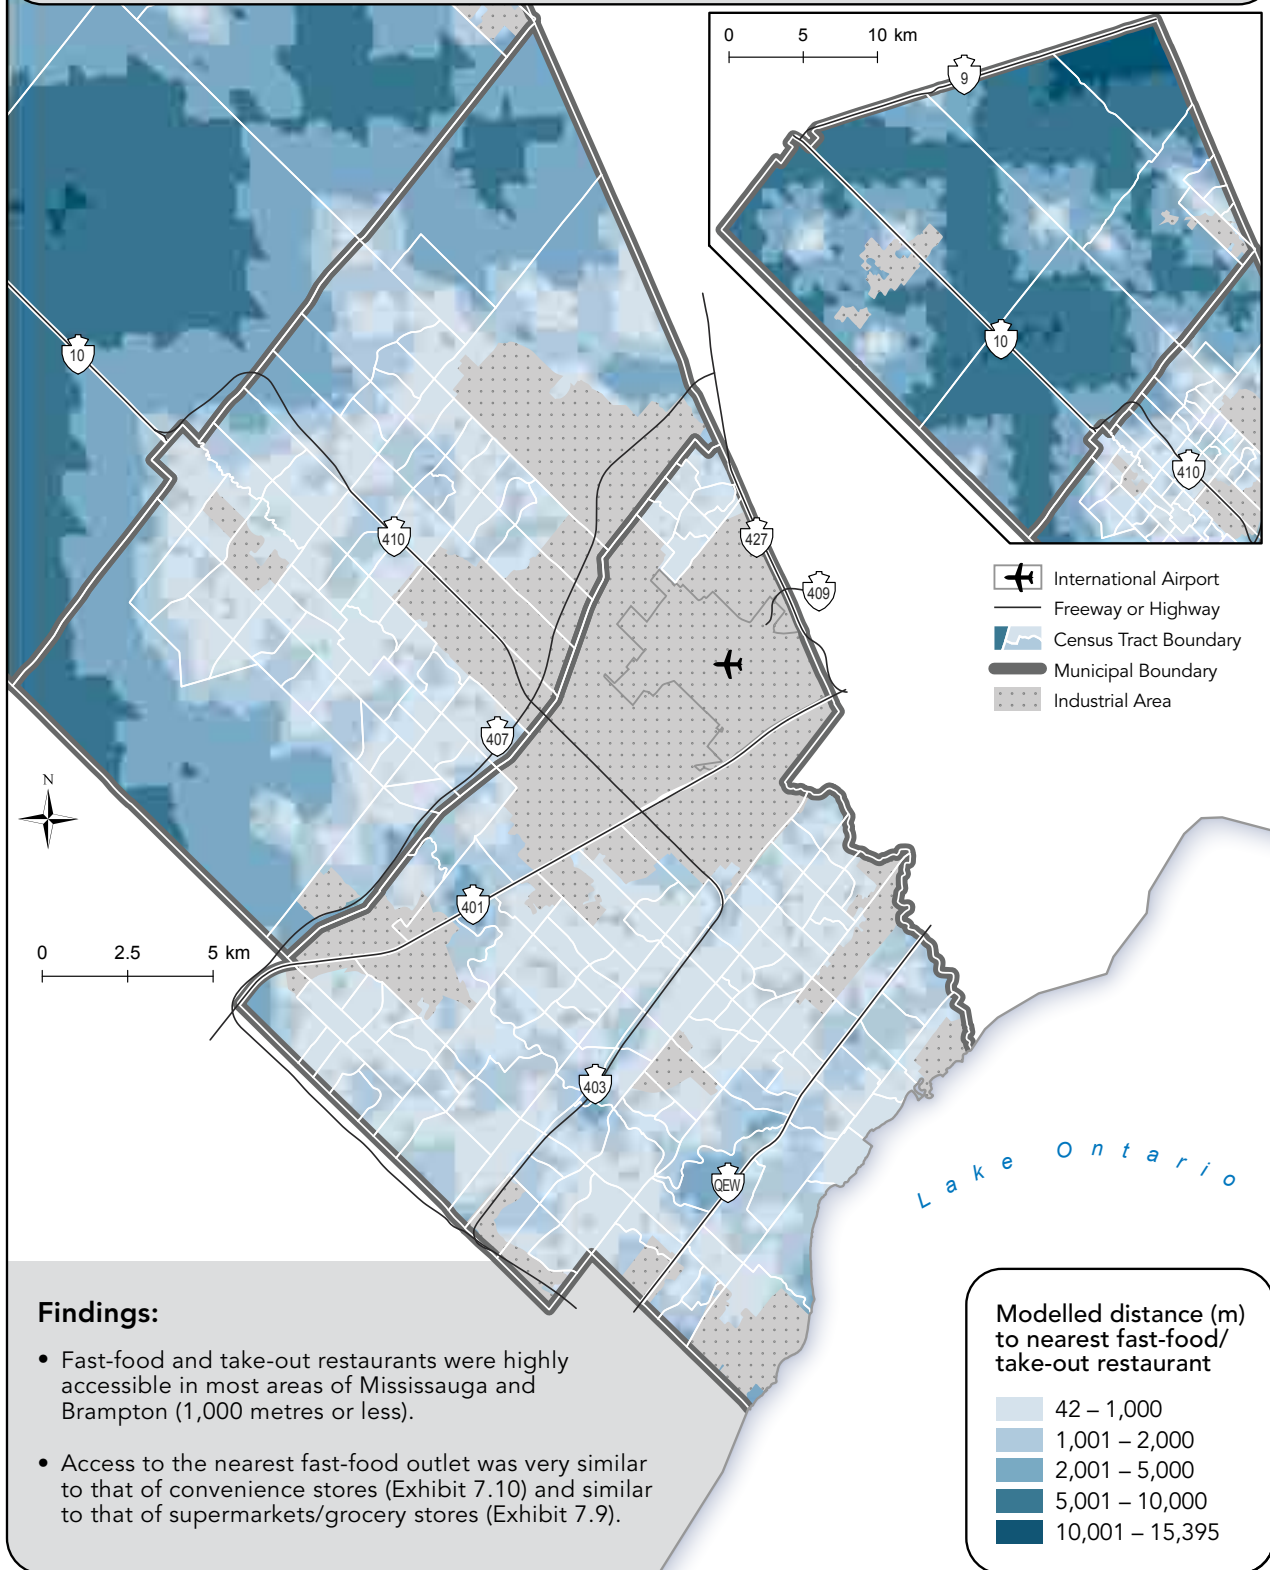 0 5 10 km
9
10
410
10
410
427
409
407
401
403
QEW
N
0 2.5 5 km
International Airport
Freeway or Highway
Census Tract Boundary
Municipal Boundary
Industrial Area
Lake Ontario
Findings:
• Fast-food and take-out restaurants were highly
accessible in most areas of Mississauga and
Brampton (1,000 metres or less).
• Access to the nearest fast-food outlet was very similar
to that of convenience stores (Exhibit 7.10) and similar
to that of supermarkets/grocery stores (Exhibit 7.9).
Modelled distance (m)
to nearest fast-food/
take-out restaurant
42 – 1,000
1,001 – 2,000
2,001 – 5,000
5,001 – 10,000
10,001 – 15,395